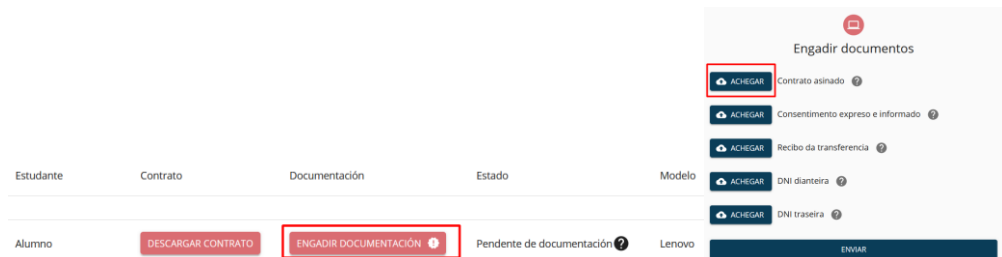 Engadir documentos
ACHEGAR Contrato asinado ?
ACHEGAR Consentimento expreso e informado ?
ACHEGAR Recibo da transferencia ?
ACHEGAR DNI dianteira ?
ACHEGAR DNI traseira ?
ENVIAR
Estudante Contrato Documentación Estado Modelo
Alumno DESCARGAR CONTRATO ENGADIR DOCUMENTACIÓN ! Pendente de documentación ? Lenovo